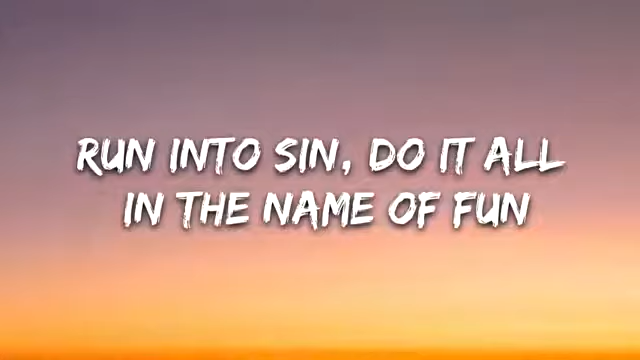 RUN INTO SIN, DO IT ALL
IN THE NAME OF FUN